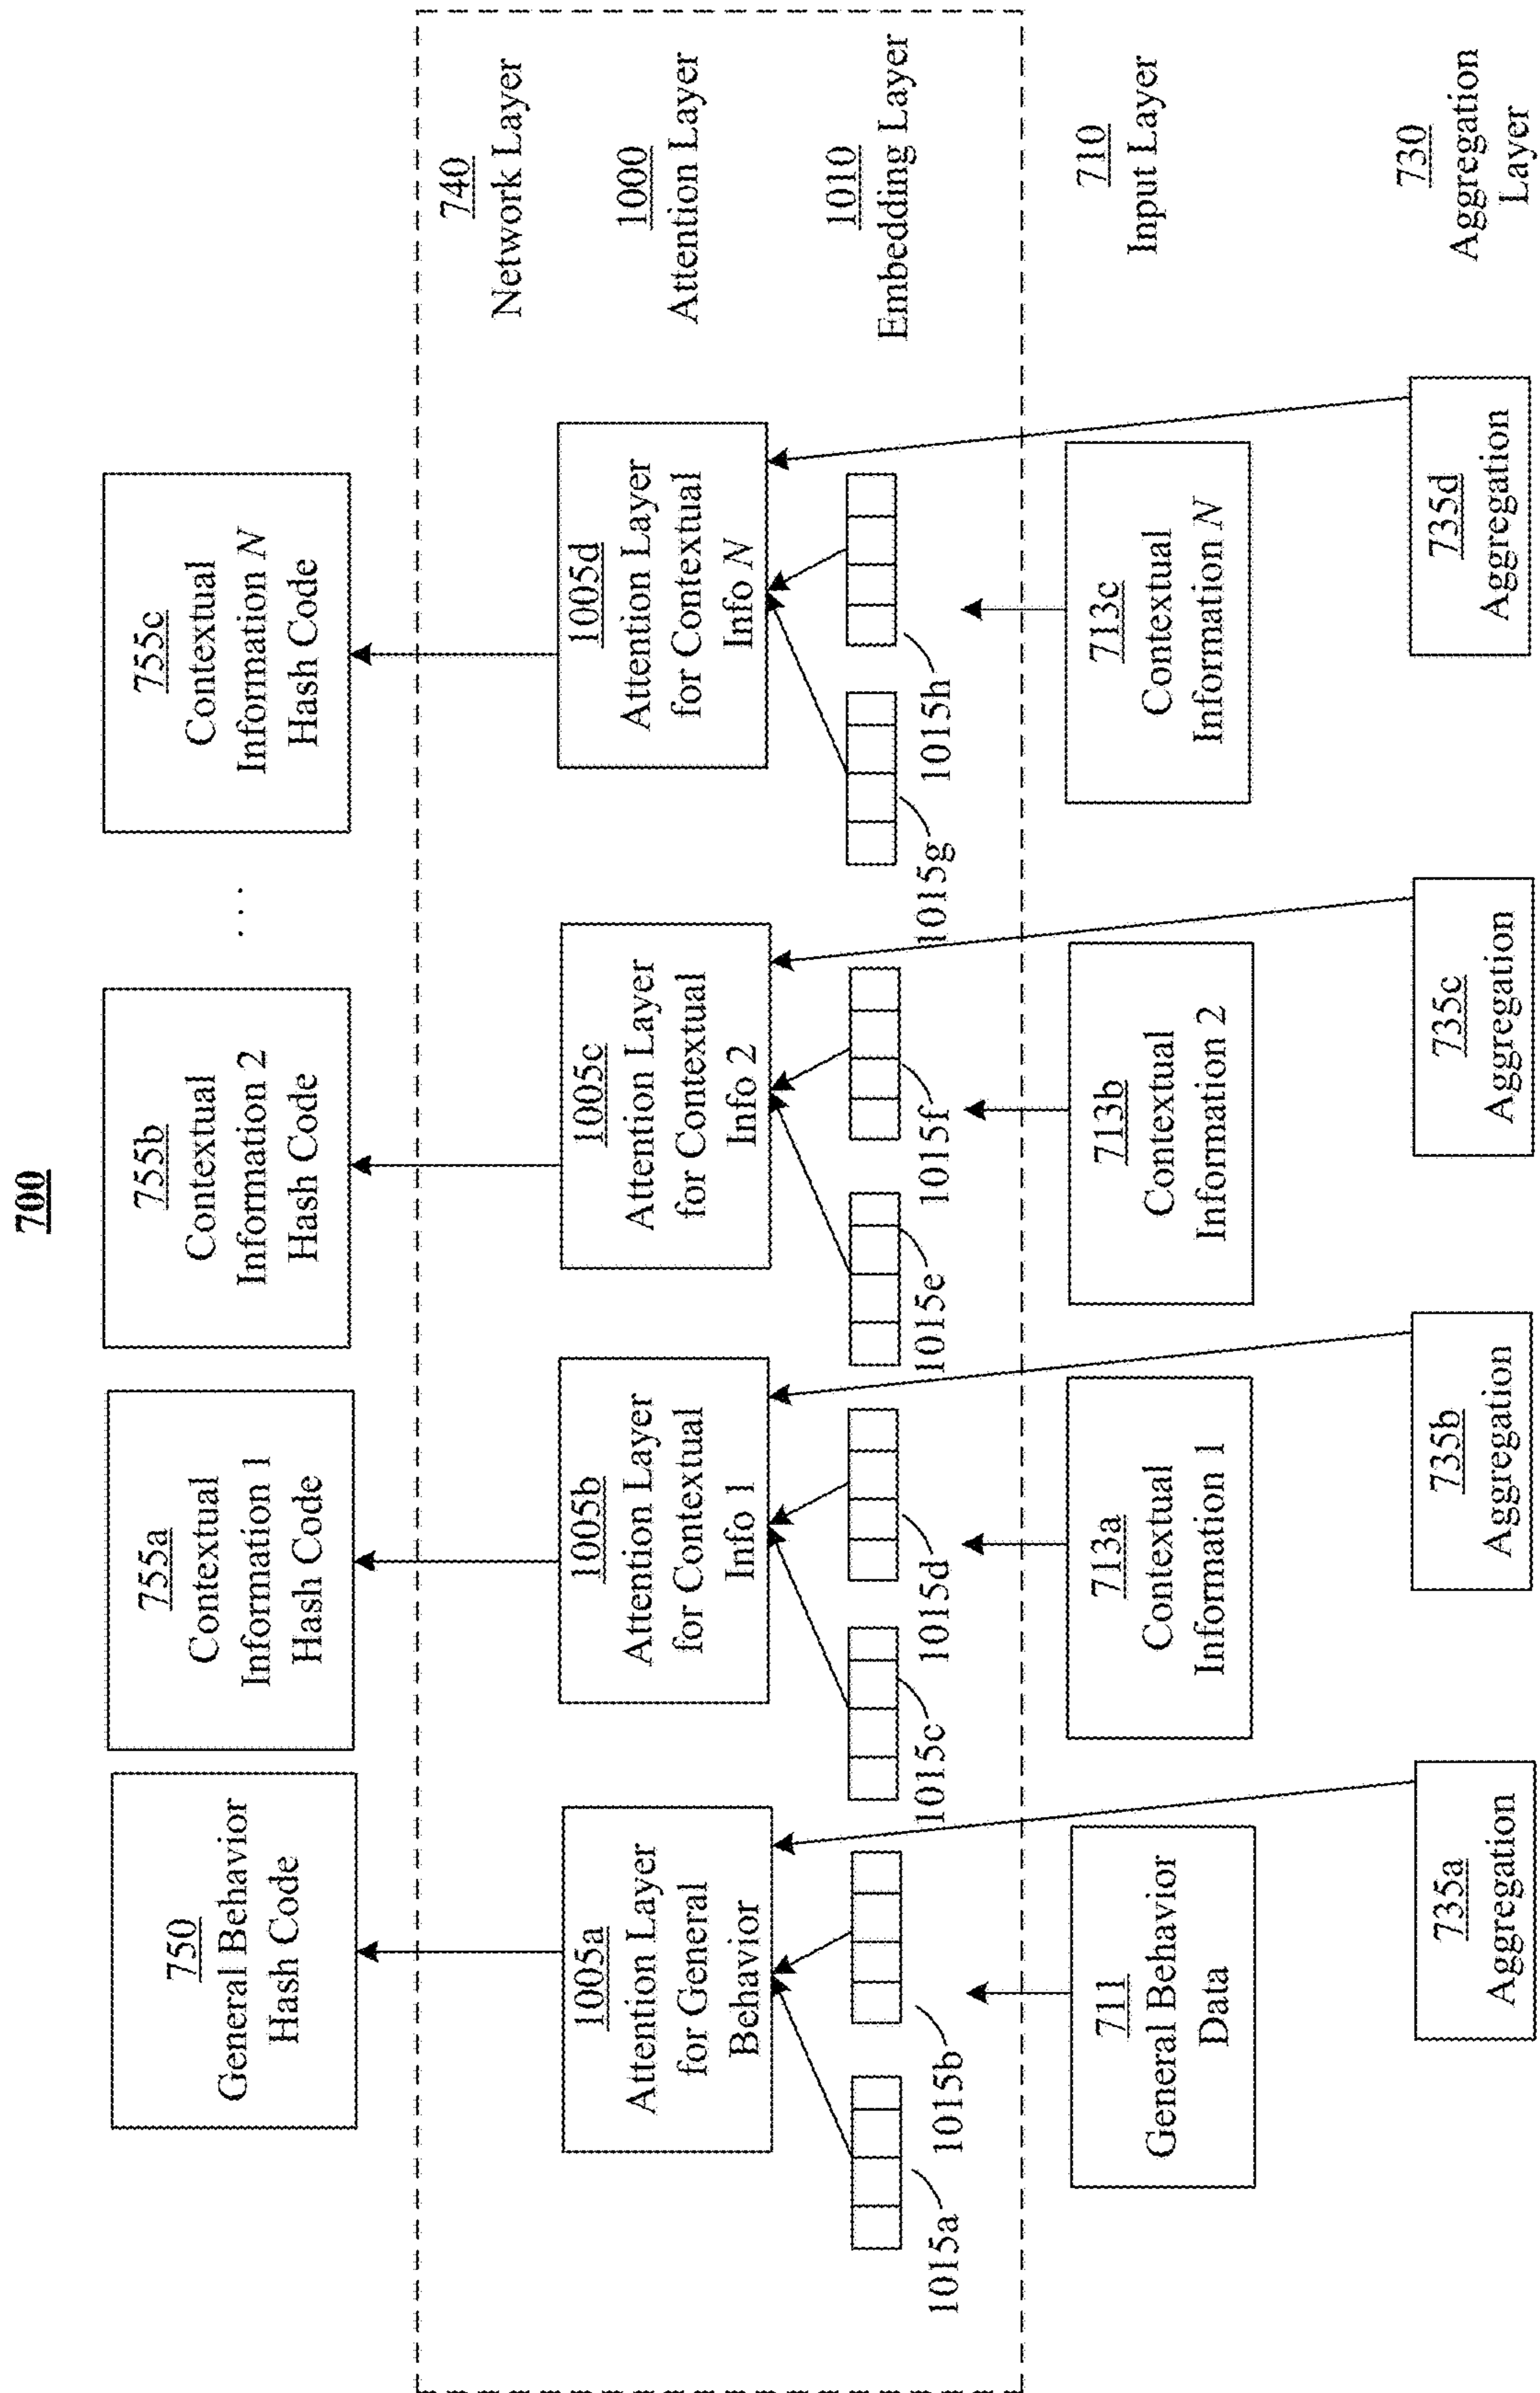 700
750
General Behavior
Hash Code
755a
Contextual
Information 1
Hash Code
755b
Contextual
Information 2
Hash Code
. . .
755c
Contextual
Information N
Hash Code
740
Network Layer
1005a
Attention Layer
for General
Behavior
1005b
Attention Layer
for Contextual
Info 1
1005c
Attention Layer
for Contextual
Info 2
1005d
Attention Layer
for Contextual
Info N
1000
Attention Layer
1015a
1015b
1015c
1015d
1015e
1015f
1015g
1015h
1010
Embedding Layer
711
General Behavior
Data
713a
Contextual
Information 1
713b
Contextual
Information 2
713c
Contextual
Information N
710
Input Layer
735a
Aggregation
735b
Aggregation
735c
Aggregation
735d
Aggregation
730
Aggregation
Layer